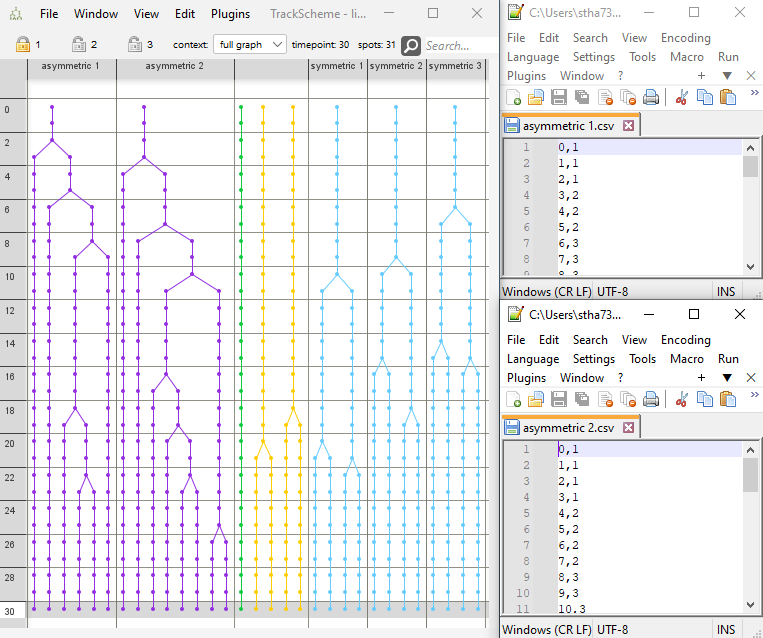 File Window View Edit Plugins TrackScheme - li...
1 2 3 context: full graph timepoint: 30 spots: 31 Search...
asymmetric 1 asymmetric 2 symmetric 1 symmetric 2 symmetric 3
0
2
4
6
8
10
12
14
16
18
20
22
24
26
28
30
C:\Users\stha73...
File Edit Search View Encoding
Language Settings Tools Macro Run
Plugins Window ? + ▼ X
»
asymmetric 1.csv
1 0,1
2 1,1
3 2,1
4 3,2
5 4,2
6 5,2
7 6,3
8 7,3
9 8,3
Windows (CR LF) UTF-8 INS
C:\Users\stha73...
File Edit Search View Encoding
Language Settings Tools Macro Run
Plugins Window ? + ▼ X
»
asymmetric 2.csv
1 0,1
2 1,1
3 2,1
4 3,1
5 4,2
6 5,2
7 6,2
8 7,2
9 8,3
10 9,3
11 10,3
Windows (CR LF) UTF-8 INS